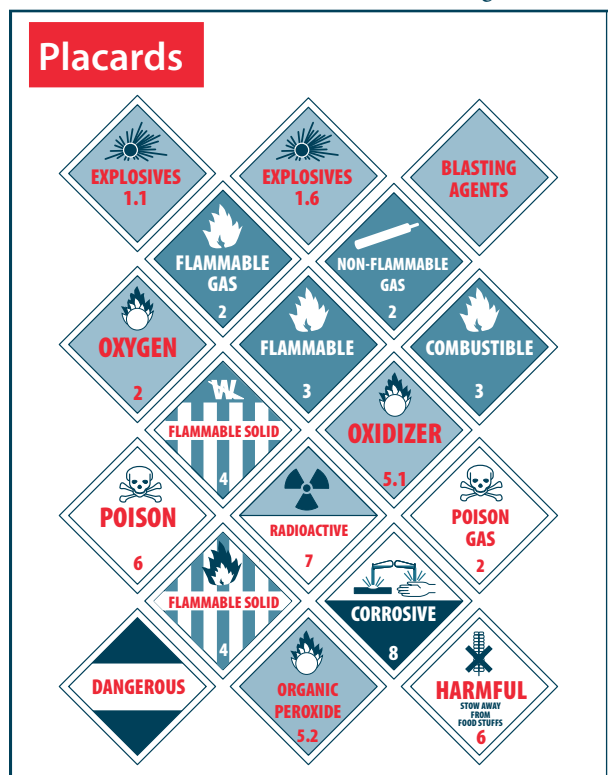 Placards
EXPLOSIVES
1.1
EXPLOSIVES
1.6
BLASTING
AGENTS
FLAMMABLE
GAS
2
NON-FLAMMABLE
GAS
2
OXYGEN
2
FLAMMABLE
3
COMBUSTIBLE
3
W
FLAMMABLE SOLID
4
OXIDIZER
5.1
POISON
6
RADIOACTIVE
7
POISON
GAS
2
FLAMMABLE SOLID
4
CORROSIVE
8
DANGEROUS
ORGANIC
PEROXIDE
5.2
HARMFUL
STOW AWAY
FROM
FOOD STUFFS
6